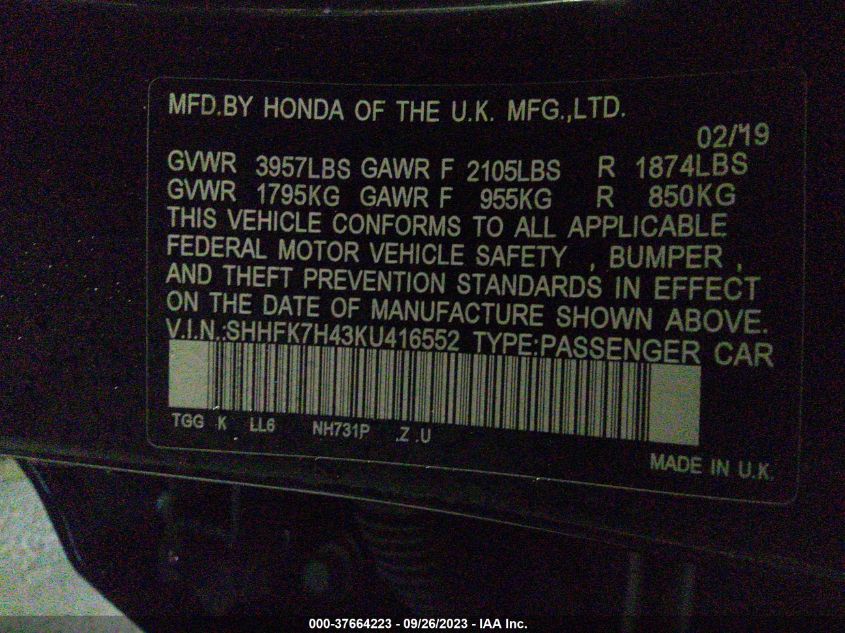 MFD.BY HONDA OF THE U.K. MFG.,LTD.
02/19
GVWR 3957LBS GAWR F 2105LBS R 1874LBS
GVWR 1795KG GAWR F 955KG R 850KG
THIS VEHICLE CONFORMS TO ALL APPLICABLE
FEDERAL MOTOR VEHICLE SAFETY , BUMPER ,
AND THEFT PREVENTION STANDARDS IN EFFECT
ON THE DATE OF MANUFACTURE SHOWN ABOVE.
V.I.N.:SHHFK7H43KU416552 TYPE:PASSENGER CAR
TGG K LL6 NH731P .Z .U
MADE IN U.K.
000-37664223 - 09/26/2023 - IAA Inc.